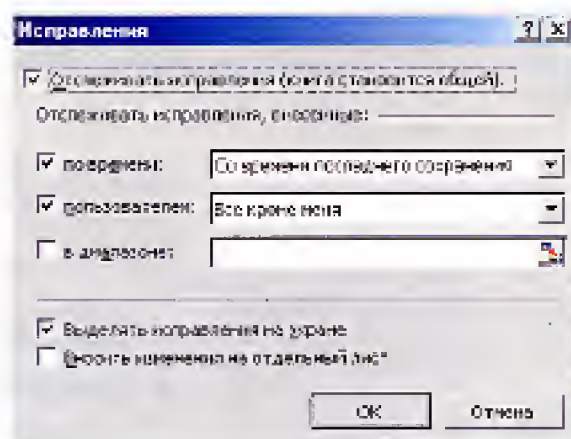 Исправления
Отслеживать исправления (книга становится общей).
Отслеживать исправления, внесенные:
по времени: Со времени последнего сохранения
пользователем: Все кроме меня
в диапазоне:
Выделять исправления на экране
Вносить изменения на отдельный лист
ОК Отмена